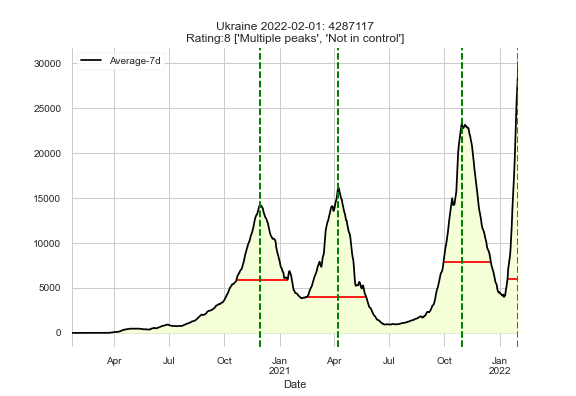 Ukraine 2022-02-01: 4287117
Rating:8 ['Multiple peaks', 'Not in control']
Average-7d
30000
25000
20000
15000
10000
5000
0
Apr Jul Oct Jan Apr Jul Oct Jan
2021 2022
Date